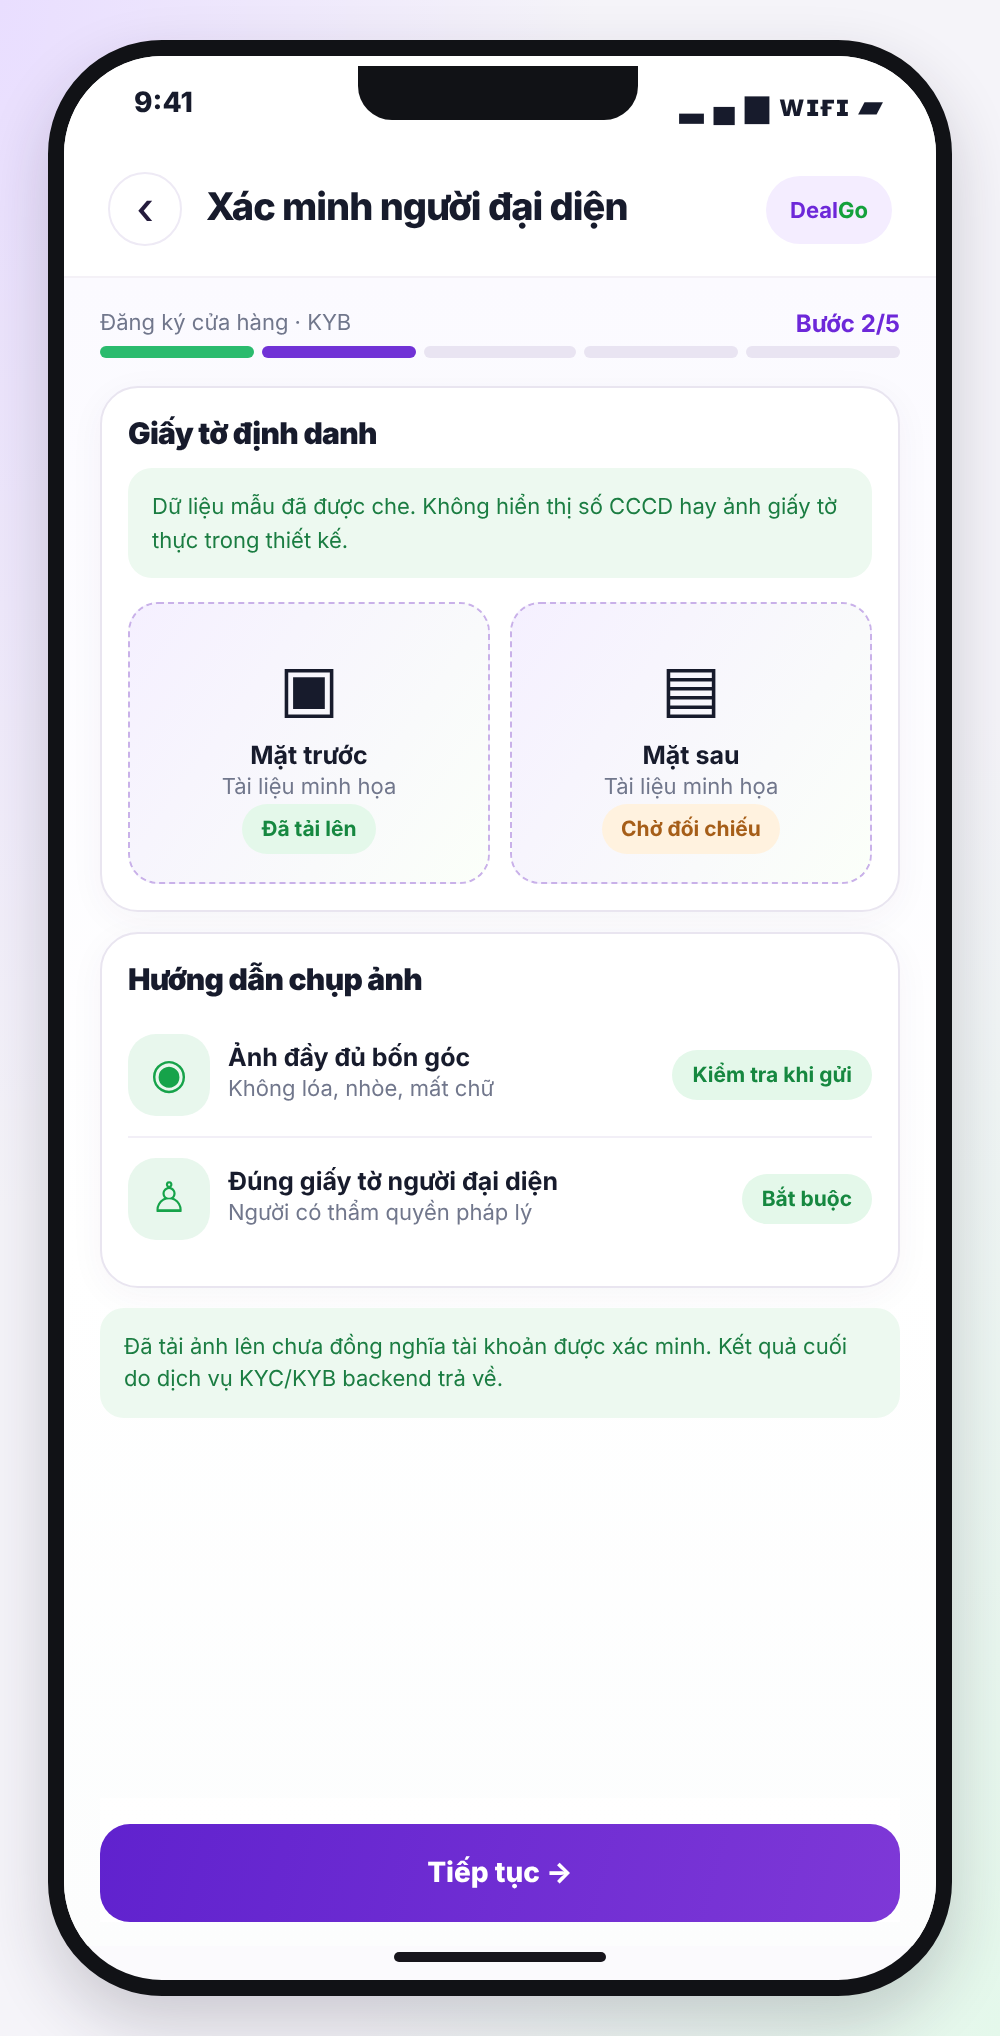 9:41
WIFI
Xác minh người đại diện
DealGo
Đăng ký cửa hàng · KYB
Bước 2/5
Giấy tờ định danh
Dữ liệu mẫu đã được che. Không hiển thị số CCCD hay ảnh giấy tờ
thực trong thiết kế.
Mặt trước
Tài liệu minh họa
Đã tải lên
Mặt sau
Tài liệu minh họa
Chờ đối chiếu
Hướng dẫn chụp ảnh
Ảnh đầy đủ bốn góc
Không lóa, nhòe, mất chữ
Kiểm tra khi gửi
Đúng giấy tờ người đại diện
Người có thẩm quyền pháp lý
Bắt buộc
Đã tải ảnh lên chưa đồng nghĩa tài khoản được xác minh. Kết quả cuối
do dịch vụ KYC/KYB backend trả về.
Tiếp tục →